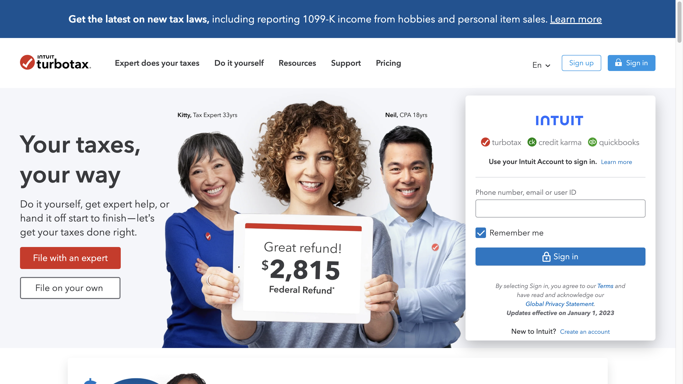 Get the latest on new tax laws, including reporting 1099-K income from hobbies and personal item sales. Learn more
INTUIT
turbotax.
Expert does your taxes
Do it yourself
Resources
Support
Pricing
En
Sign up
Sign in
Your taxes,
your way
Do it yourself, get expert help, or
hand it off start to finish—let's
get your taxes done right.
File with an expert
File on your own
Kitty, Tax Expert 33yrs
Neil, CPA 18yrs
Great refund!
$2,815
Federal Refund*
INTUIT
turbotax
ck credit karma
qb quickbooks
Use your Intuit Account to sign in. Learn more
Phone number, email or user ID
Remember me
Sign in
By selecting Sign in, you agree to our Terms and
have read and acknowledge our
Global Privacy Statement.
Updates effective on January 1, 2023
New to Intuit? Create an account
$